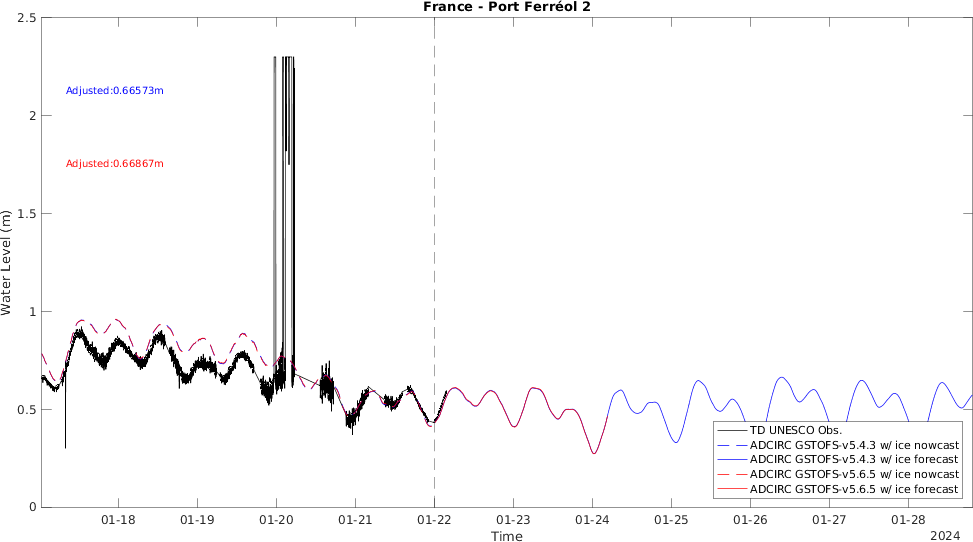 France - Port Ferréol 2
2.5
2
1.5
1
0.5
0
Water Level (m)
Adjusted:0.66573m
Adjusted:0.66867m
TD UNESCO Obs.
ADCIRC GSTOFS-v5.4.3 w/ ice nowcast
ADCIRC GSTOFS-v5.4.3 w/ ice forecast
ADCIRC GSTOFS-v5.6.5 w/ ice nowcast
ADCIRC GSTOFS-v5.6.5 w/ ice forecast
01-18 01-19 01-20 01-21 01-22 01-23 01-24 01-25 01-26 01-27 01-28
Time
2024